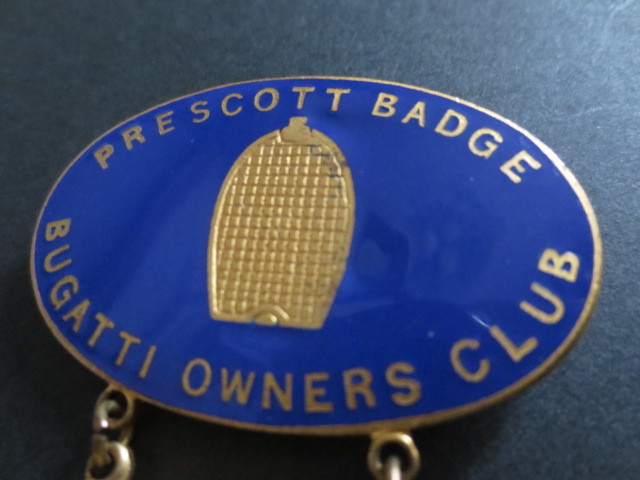 PRESCOTT BADGE
BUGATTI OWNERS CLUB